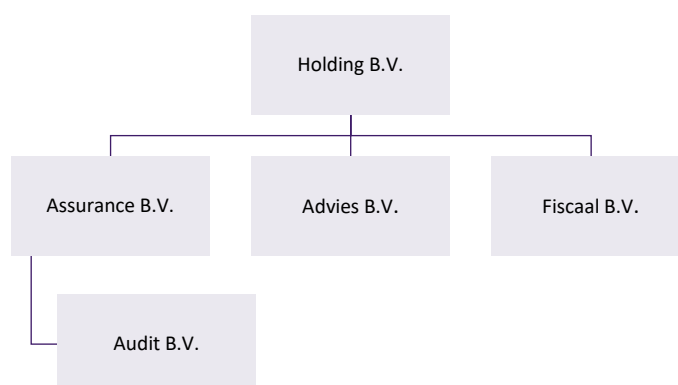 Holding B.V.
Assurance B.V.
Advies B.V.
Fiscaal B.V.
Audit B.V.